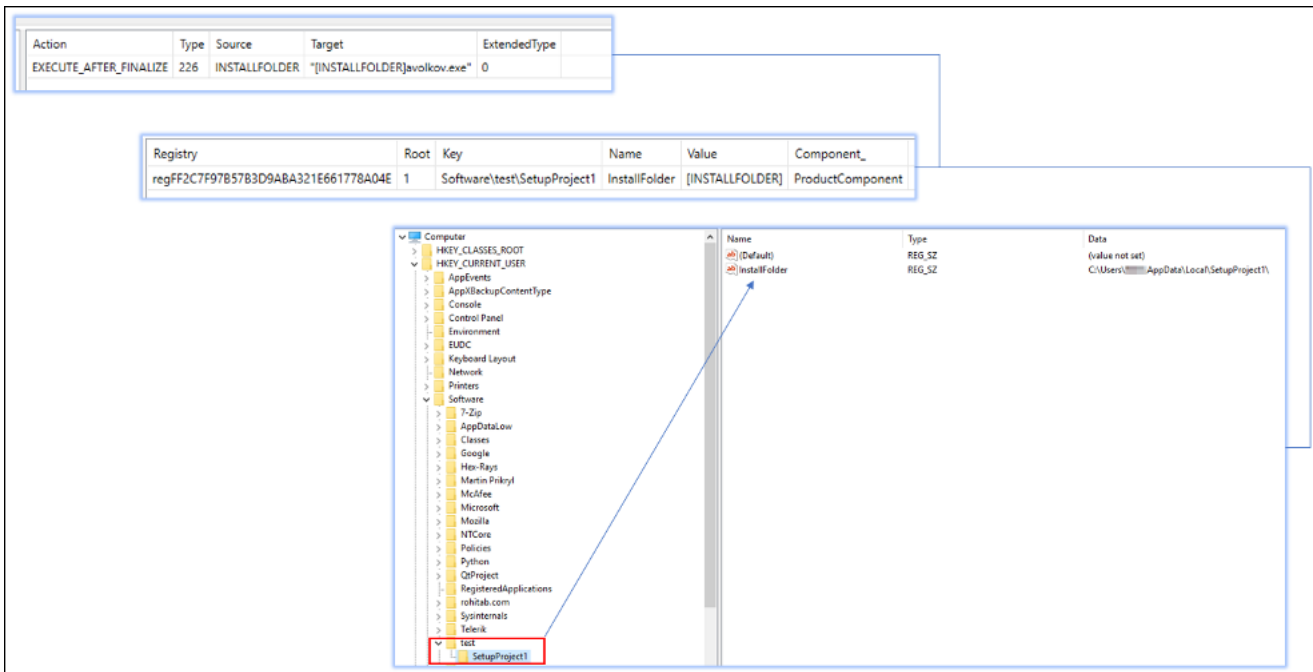 Action Type Source Target ExtendedType
EXECUTE_AFTER_FINALIZE 226 INSTALLFOLDER "[INSTALLFOLDER]avolkov.exe" 0
Registry Root Key Name Value Component_
regFF2C7F97B57B3D9ABA321E661778A04E 1 Software\test\SetupProject1 InstallFolder [INSTALLFOLDER] ProductComponent
Computer
HKEY_CLASSES_ROOT
HKEY_CURRENT_USER
AppEvents
AppXBackupContentType
Console
Control Panel
Environment
EUDC
Keyboard Layout
Network
Printers
Software
7-Zip
AppDataLow
Classes
Google
Hex-Rays
Martin Prikryl
McAfee
Microsoft
Mozilla
NTCore
Policies
Python
QtProject
RegisteredApplications
rohitab.com
Sysinternals
Telerik
test
SetupProject1
Name Type Data
(Default) REG_SZ (value not set)
InstallFolder REG_SZ C:\Users\ AppData\Local\SetupProject1\